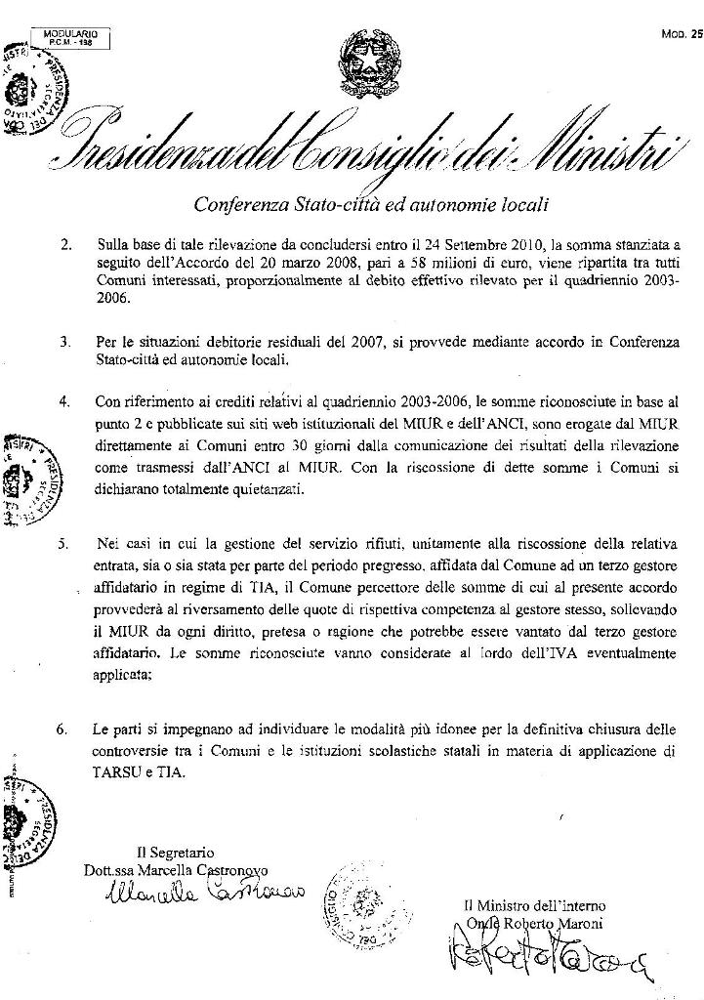 MODULARIO
P.C.M. - 198
MOD. 25
Presidenza del Consiglio dei Ministri
Conferenza Stato-città ed autonomie locali
2. Sulla base di tale rilevazione da concludersi entro il 24 Settembre 2010, la somma stanziata a
seguito dell'Accordo del 20 marzo 2008, pari a 58 milioni di euro, viene ripartita tra tutti
Comuni interessati, proporzionalmente al debito effettivo rilevato per il quadriennio 2003-
2006.
3. Per le situazioni debitorie residuali del 2007, si provvede mediante accordo in Conferenza
Stato-città ed autonomie locali.
4. Con riferimento ai crediti relativi al quadriennio 2003-2006, le somme riconosciute in base al
punto 2 e pubblicate sui siti web istituzionali del MIUR e dell'ANCI, sono erogate dal MIUR
direttamente ai Comuni entro 30 giorni dalla comunicazione dei risultati della rilevazione
come trasmessi dall'ANCI al MIUR. Con la riscossione di dette somme i Comuni si
dichiarano totalmente quietanzati.
5. Nei casi in cui la gestione del servizio rifiuti, unitamente alla riscossione della relativa
entrata, sia o sia stata per parte del periodo pregresso, affidata dal Comune ad un terzo gestore
affidatario in regime di TIA, il Comune percettore delle somme di cui al presente accordo
provvederà al riversamento delle quote di rispettiva competenza al gestore stesso, sollevando
il MIUR da ogni diritto, pretesa o ragione che potrebbe essere vantato dal terzo gestore
affidatario. Le somme riconosciute vanno considerate al lordo dell'IVA eventualmente
applicata;
6. Le parti si impegnano ad individuare le modalità più idonee per la definitiva chiusura delle
controversie tra i Comuni e le istituzioni scolastiche statali in materia di applicazione di
TARSU e TIA.
Il Segretario
Dott.ssa Marcella Castronovo
Marcella Castronovo
Il Ministro dell'interno
On.le Roberto Maroni
Roberto Maroni